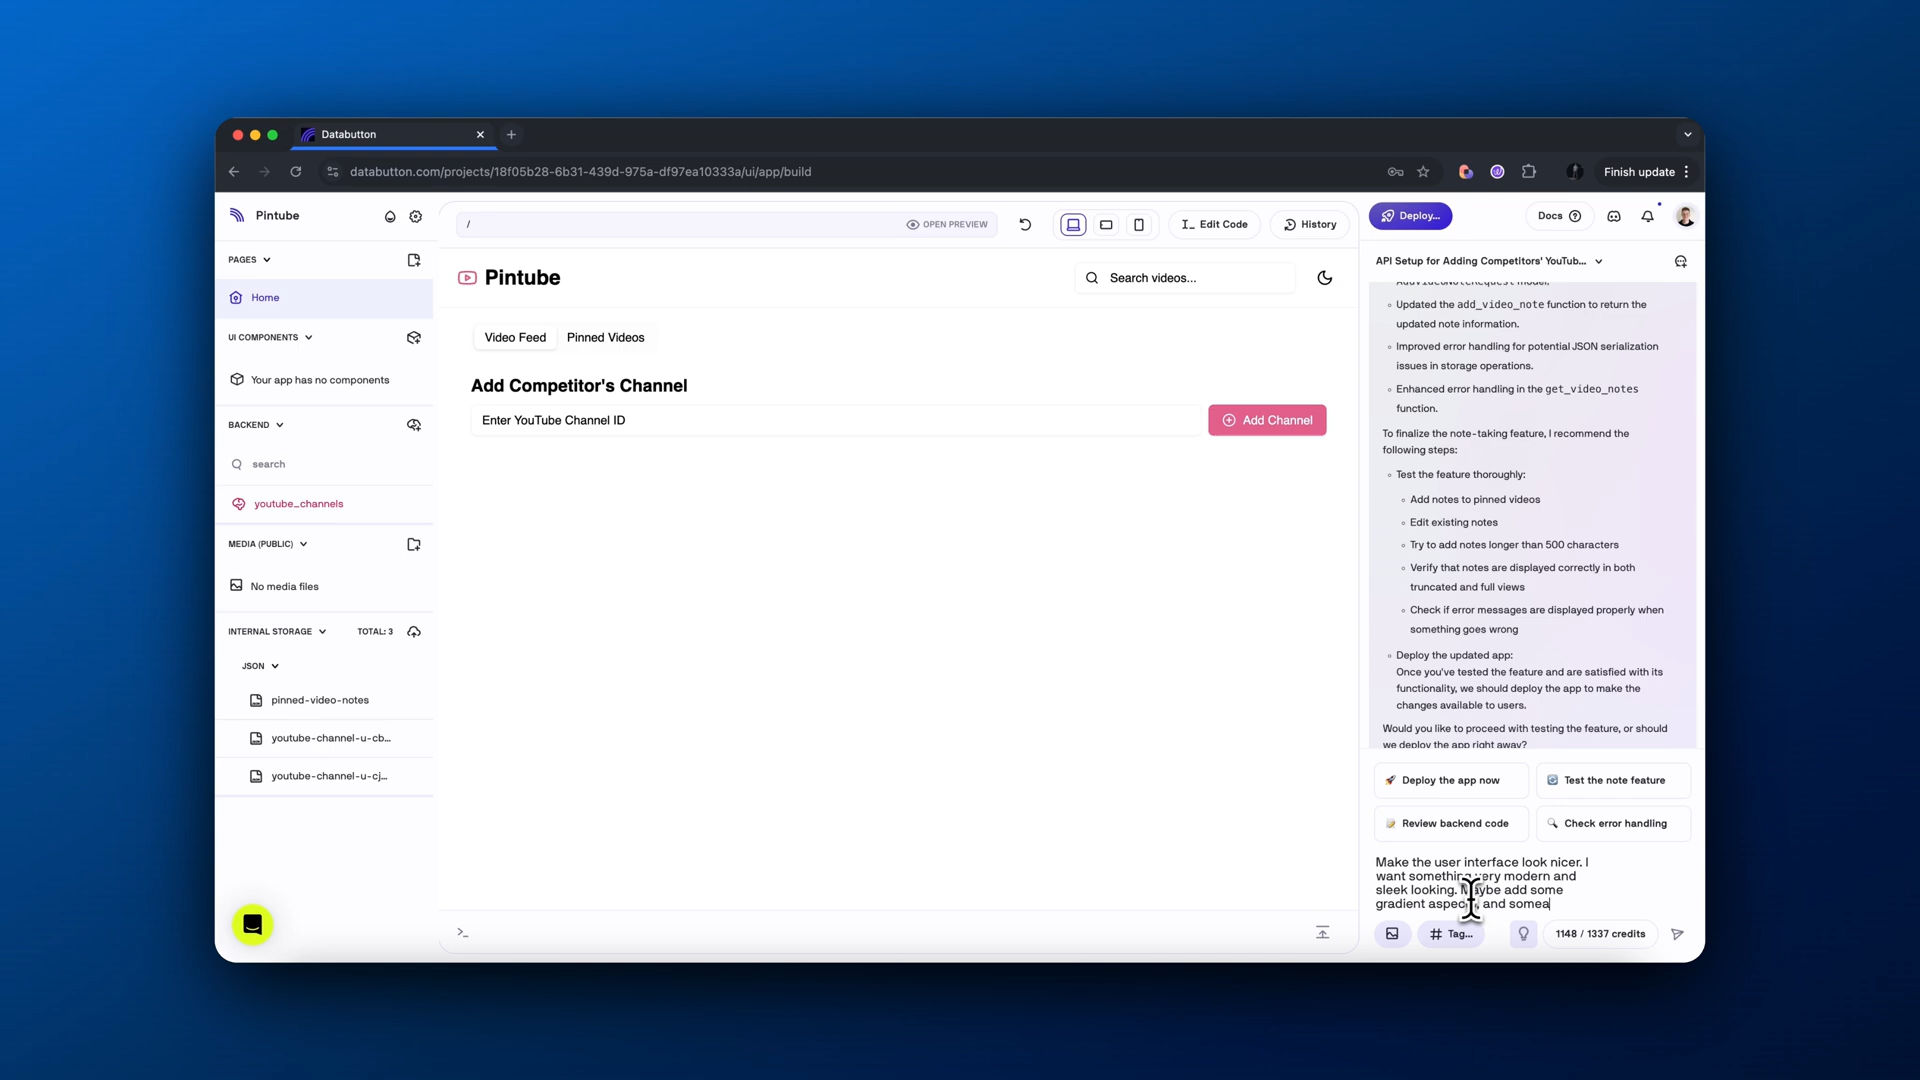 Databutton
databutton.com/projects/18f05b28-6b31-439d-975a-df97ea10333a/ui/app/build
Finish update
Pintube
PAGES
Home
UI COMPONENTS
Your app has no components
BACKEND
search
youtube_channels
MEDIA (PUBLIC)
No media files
INTERNAL STORAGE
TOTAL: 3
JSON
pinned-video-notes
youtube-channel-u-cb...
youtube-channel-u-cj...
/
OPEN PREVIEW
Edit Code
History
Pintube
Search videos...
Video Feed
Pinned Videos
Add Competitor's Channel
Enter YouTube Channel ID
Add Channel
>_
Deploy...
Docs
API Setup for Adding Competitors' YouTub...
AddVideoNoteRequest model.
Updated the add_video_note function to return the
updated note information.
Improved error handling for potential JSON serialization
issues in storage operations.
Enhanced error handling in the get_video_notes
function.
To finalize the note-taking feature, I recommend the
following steps:
Test the feature thoroughly:
Add notes to pinned videos
Edit existing notes
Try to add notes longer than 500 characters
Verify that notes are displayed correctly in both
truncated and full views
Check if error messages are displayed properly when
something goes wrong
Deploy the updated app:
Once you've tested the feature and are satisfied with its
functionality, we should deploy the app to make the
changes available to users.
Would you like to proceed with testing the feature, or should
we deploy the app right away?
🚀 Deploy the app now
🔄 Test the note feature
📝 Review backend code
🔍 Check error handling
Make the user interface look nicer. I
want something very modern and
sleek looking. Maybe add some
gradient aspects and somea
# Tag...
1148 / 1337 credits